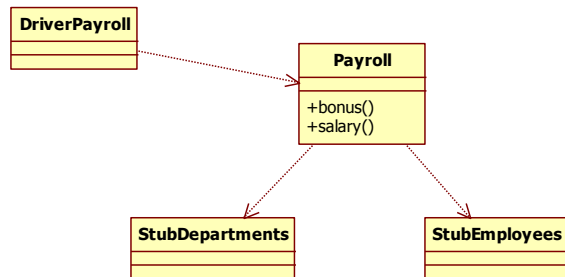 DriverPayroll
Payroll
+bonus()
+salary()
StubDepartments
StubEmployees